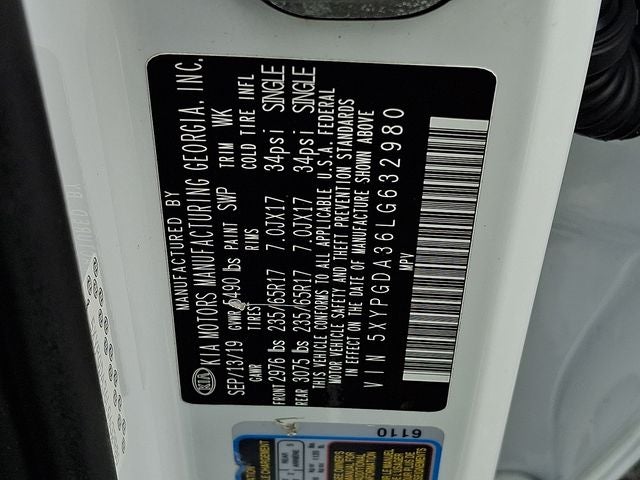 MANUFACTURED BY
KIA KIA MOTORS MANUFACTURING GEORGIA, INC.
SEP/13/19 GVWR 5490 lbs PAINT SWP TRIM WK
GAWR TIRES RIMS COLD TIRE INFL
FRONT 2976 lbs 235/65R17 7.0JX17 34psi SINGLE
REAR 3075 lbs 235/65R17 7.0JX17 34psi SINGLE
THIS VEHICLE CONFORMS TO ALL APPLICABLE U.S.A. FEDERAL
MOTOR VEHICLE SAFETY AND THEFT PREVENTION STANDARDS
IN EFFECT ON THE DATE OF MANUFACTURE SHOWN ABOVE
VIN 5XYPGDA36LG632980
MPV
6110